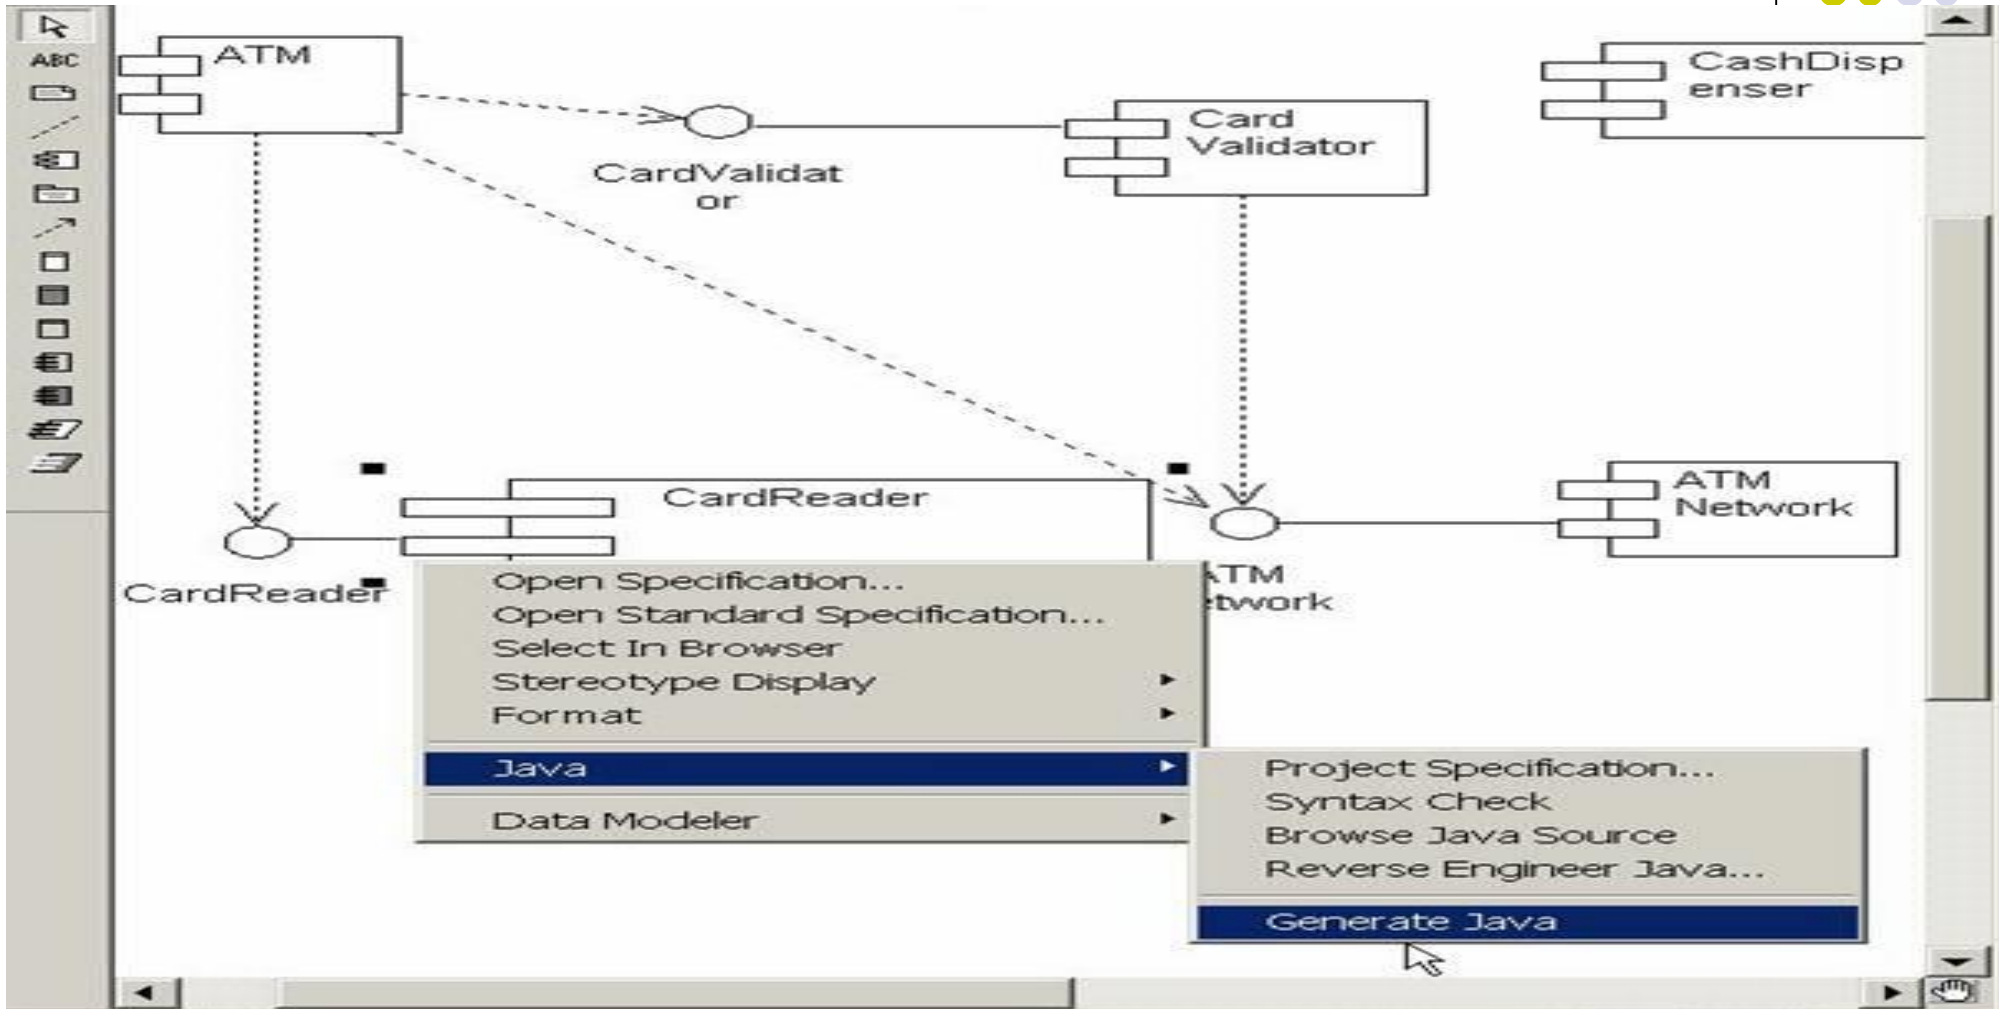 ABC
ATM
CardValidat
or
Card
Validator
CashDisp
enser
CardReader
CardReader
ATM
Network
TM
twork
Open Specification...
Open Standard Specification...
Select In Browser
Stereotype Display
Format
Java
Data Modeler
Project Specification...
Syntax Check
Browse Java Source
Reverse Engineer Java...
Generate Java